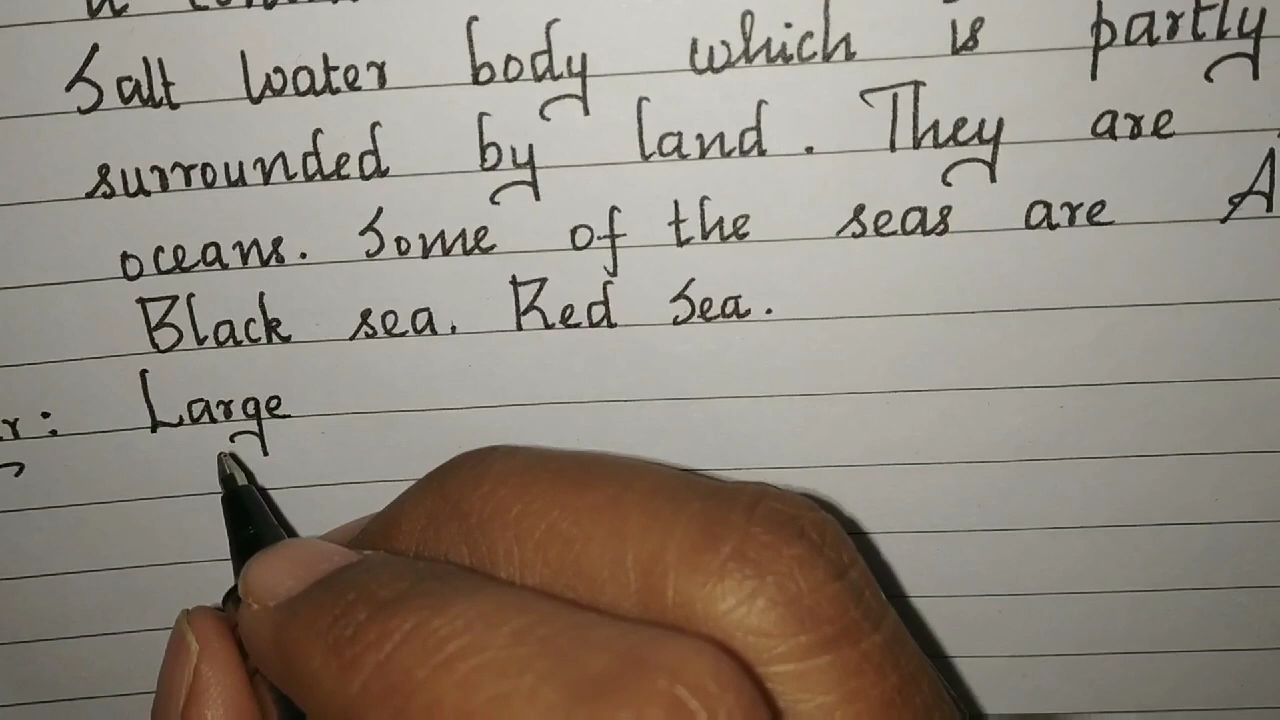 Salt water body which is partly
surrounded by land. They are
oceans. Some of the seas are A
Black sea. Red Sea.
r: Large